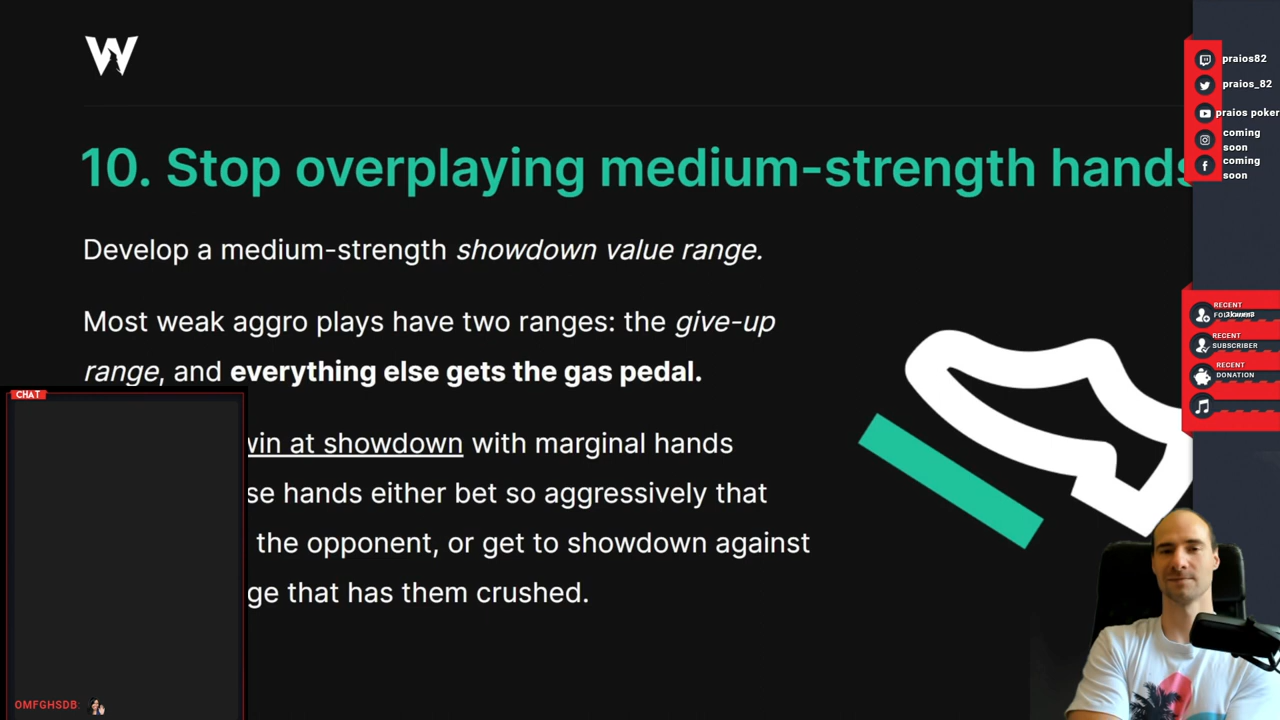 W
10. Stop overplaying medium-strength hands
Develop a medium-strength showdown value range.
Most weak aggro plays have two ranges: the give-up
range, and everything else gets the gas pedal.
win at showdown with marginal hands
se hands either bet so aggressively that
the opponent, or get to showdown against
ge that has them crushed.
CHAT
OMFGHSDB:
praios82
praios_82
praios poker
coming
soon
coming
soon
RECENT
RECENT
SUBSCRIBER
RECENT
DONATION